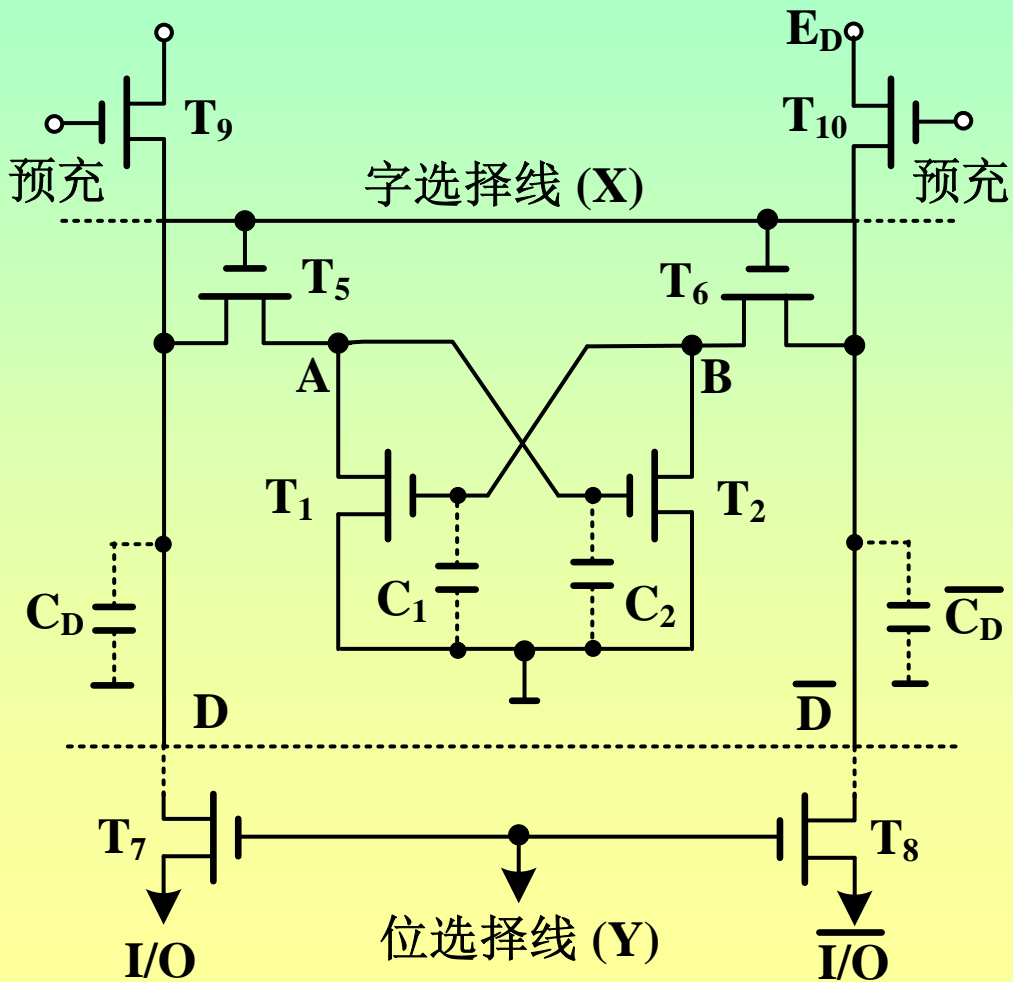 E_D
T₉
T₁₀
预充
字选择线 (X)
预充
T₅
T₆
A
B
T₁
T₂
C_D
C₁
C₂
C̅_D̅
D
D̅
T₇
T₈
位选择线 (Y)
I/O
I̅/̅O̅